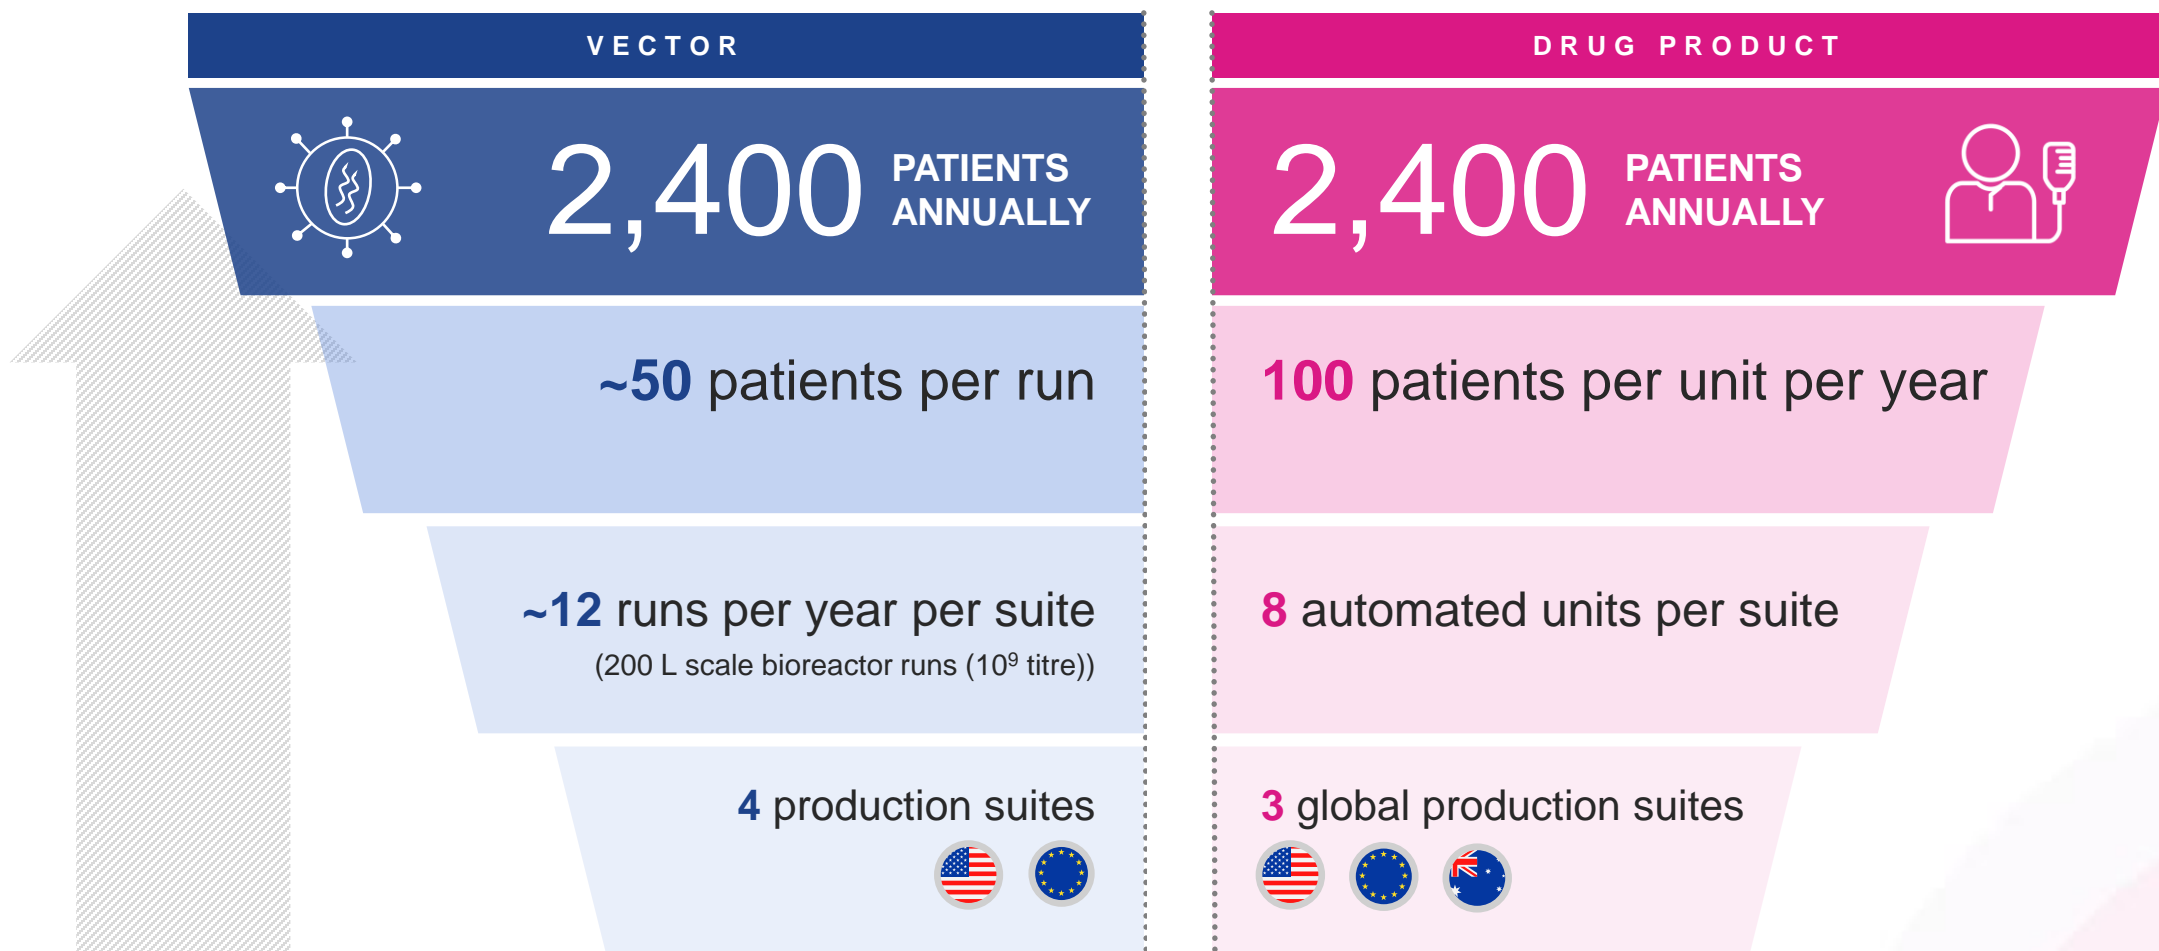 VECTOR
2,400 PATIENTS
ANNUALLY
~50 patients per run
~12 runs per year per suite
(200 L scale bioreactor runs (10⁹ titre))
4 production suites
DRUG PRODUCT
2,400 PATIENTS
ANNUALLY
100 patients per unit per year
8 automated units per suite
3 global production suites